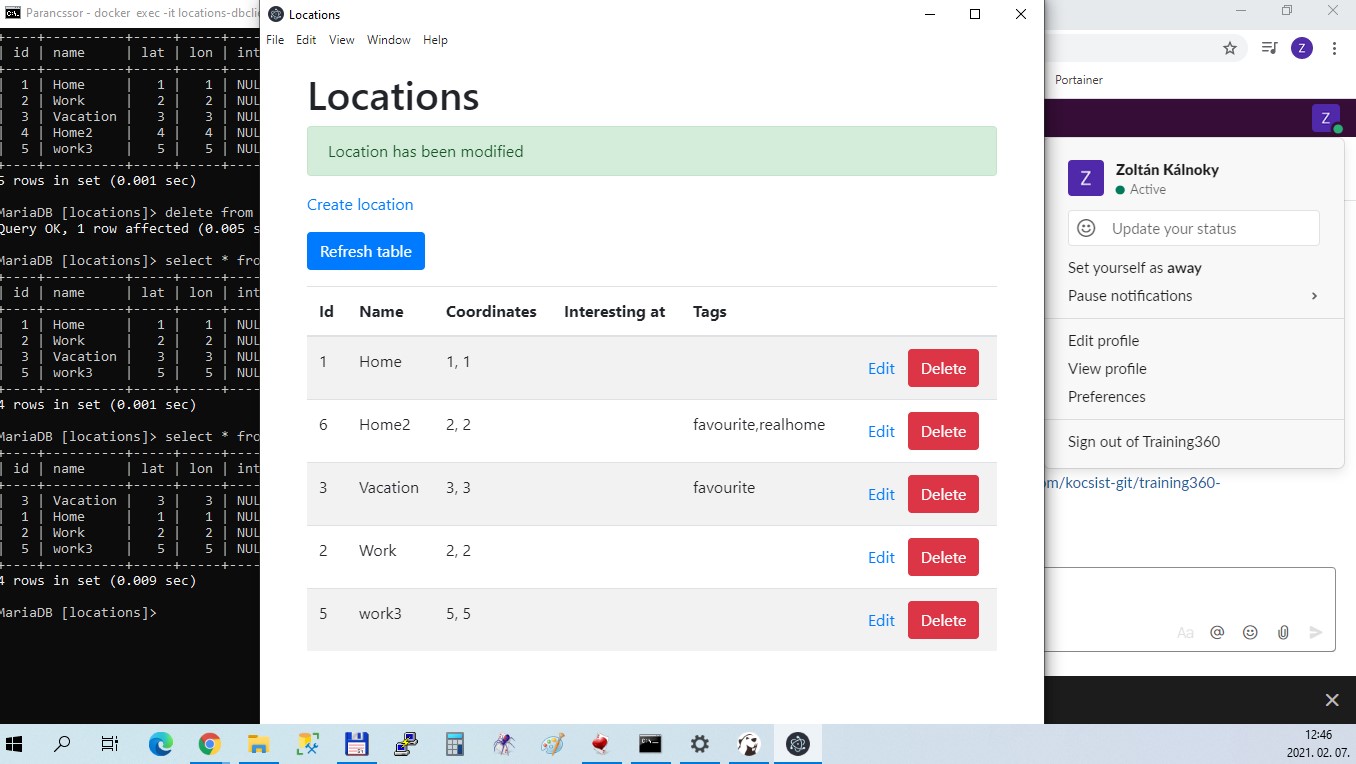 Parancssor - docker exec -it locations-dbclie
+----+----------+-----+-----+----
| id | name     | lat | lon | int
+----+----------+-----+-----+----
| 1 | Home     | 1 | 1 | NUL
| 2 | Work     | 2 | 2 | NUL
| 3 | Vacation | 3 | 3 | NUL
| 4 | Home2    | 4 | 4 | NUL
| 5 | work3    | 5 | 5 | NUL
+----+----------+-----+-----+----
5 rows in set (0.001 sec)
MariaDB [locations]> delete from
Query OK, 1 row affected (0.005 s
MariaDB [locations]> select * fro
+----+----------+-----+-----+----
| id | name     | lat | lon | int
+----+----------+-----+-----+----
| 1 | Home     | 1 | 1 | NUL
| 2 | Work     | 2 | 2 | NUL
| 3 | Vacation | 3 | 3 | NUL
| 5 | work3    | 5 | 5 | NUL
+----+----------+-----+-----+----
4 rows in set (0.001 sec)
MariaDB [locations]> select * fro
+----+----------+-----+-----+----
| id | name     | lat | lon | int
+----+----------+-----+-----+----
| 3 | Vacation | 3 | 3 | NUL
| 1 | Home     | 1 | 1 | NUL
| 2 | Work     | 2 | 2 | NUL
| 5 | work3    | 5 | 5 | NUL
+----+----------+-----+-----+----
4 rows in set (0.009 sec)
MariaDB [locations]>
Locations
File Edit View Window Help
Locations
Location has been modified
Create location
Refresh table
Id Name Coordinates Interesting at Tags
1 Home 1, 1 Edit Delete
6 Home2 2, 2 favourite,realhome Edit Delete
3 Vacation 3, 3 favourite Edit Delete
2 Work 2, 2 Edit Delete
5 work3 5, 5 Edit Delete
Z
Portainer
Z
Z
Zoltán Kálnoky
Active
Update your status
Set yourself as away
Pause notifications
Edit profile
View profile
Preferences
Sign out of Training360
om/kocsist-git/training360-
Aa @
12:46
2021. 02. 07.